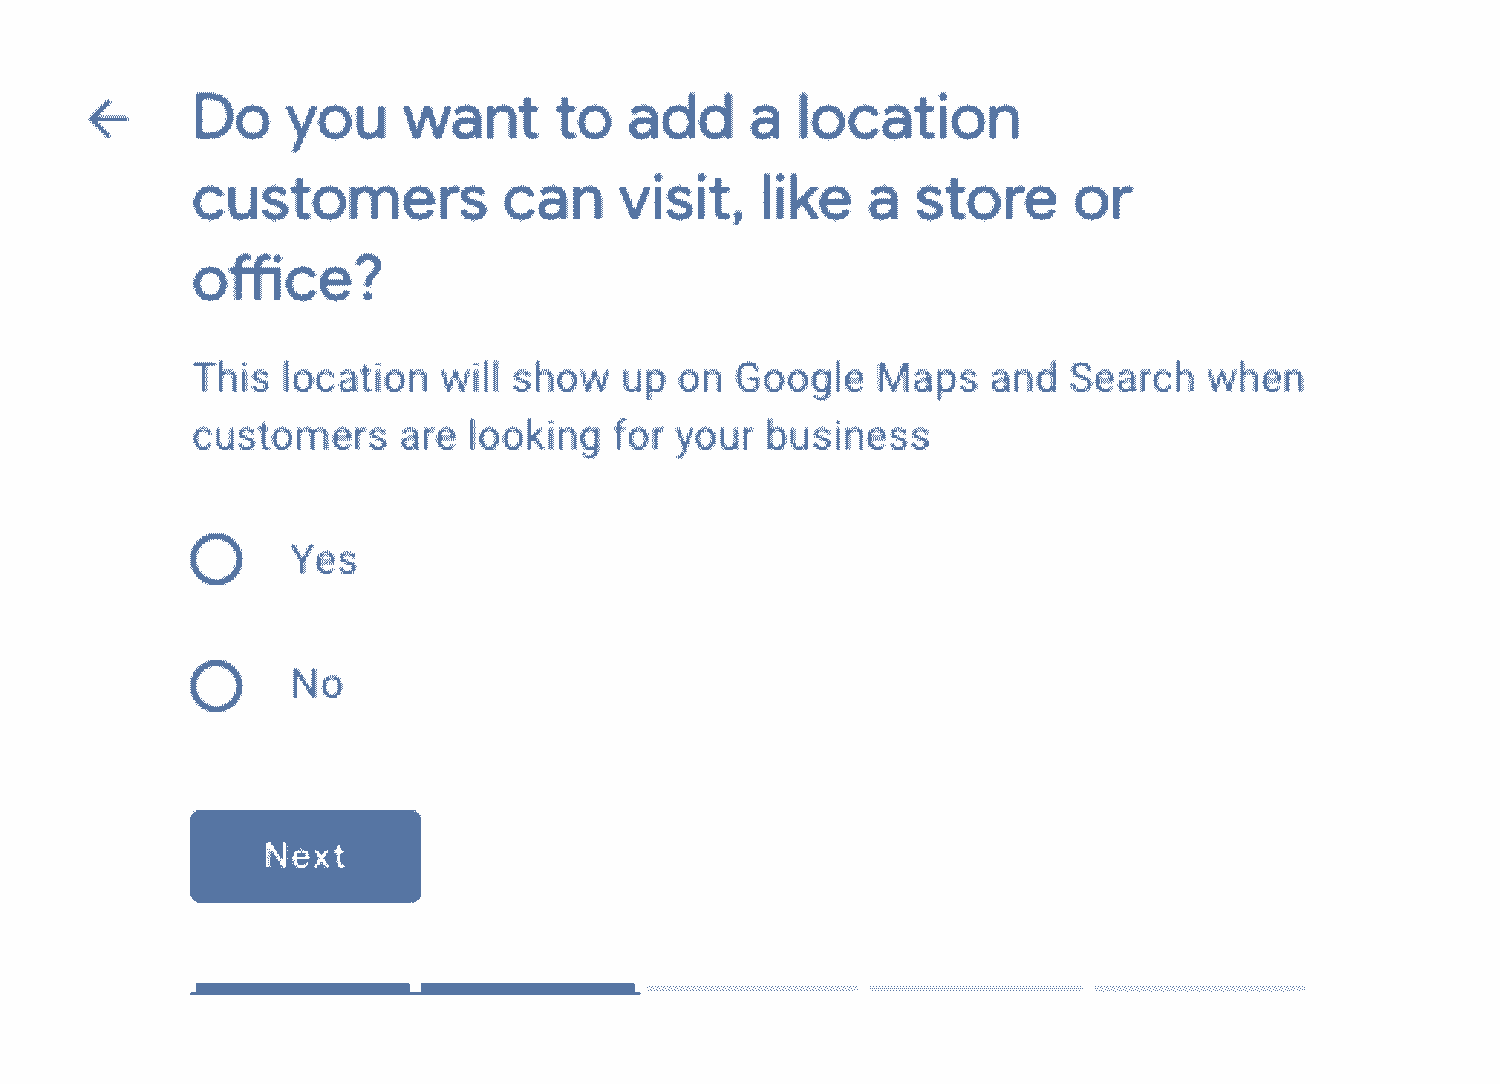 Do you want to add a location
customers can visit, like a store or
office?
This location will show up on Google Maps and Search when
customers are looking for your business
Yes
No
Next